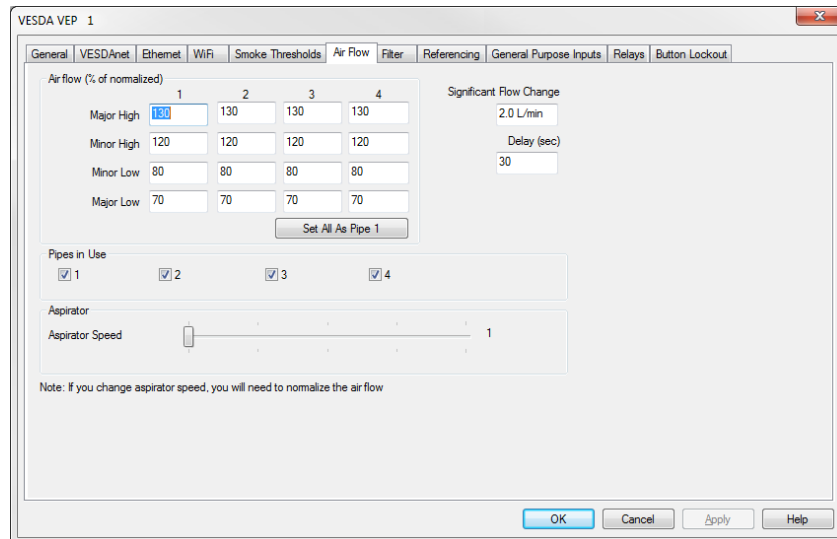 VESDA VEP 1
General VESDAnet Ethernet WiFi Smoke Thresholds Air Flow Filter Referencing General Purpose Inputs Relays Button Lockout
Air flow (% of normalized)
1 2 3 4
Major High 130 130 130 130
Minor High 120 120 120 120
Minor Low 80 80 80 80
Major Low 70 70 70 70
Set All As Pipe 1
Significant Flow Change
2.0 L/min
Delay (sec)
30
Pipes in Use
1 2 3 4
Aspirator
Aspirator Speed 1
Note: If you change aspirator speed, you will need to normalize the air flow
OK Cancel Apply Help